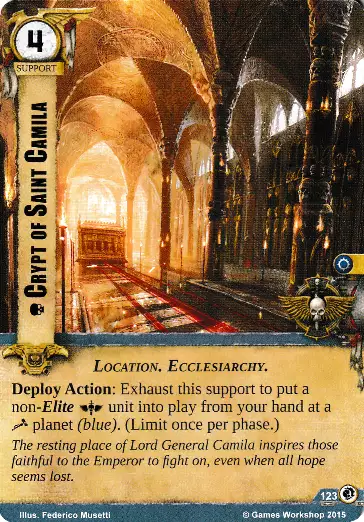 4
SUPPORT
CRYPT OF SAINT CAMILA
LOCATION. ECCLESIARCHY.
Deploy Action: Exhaust this support to put a
non-Elite unit into play from your hand at a
planet (blue). (Limit once per phase.)
The resting place of Lord General Camila inspires those
faithful to the Emperor to fight on, even when all hope
seems lost.
123
Illus. Federico Musetti
© Games Workshop 2015